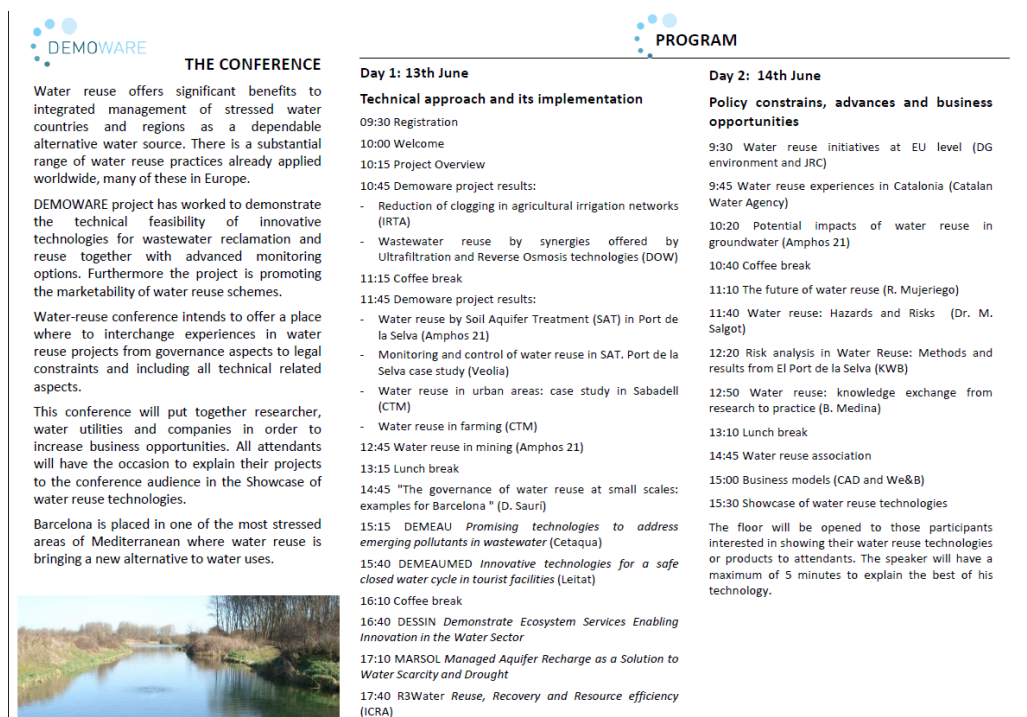 DEMOWARE
THE CONFERENCE
Water reuse offers significant benefits to
integrated management of stressed water
countries and regions as a dependable
alternative water source. There is a substantial
range of water reuse practices already applied
worldwide, many of these in Europe.
DEMOWARE project has worked to demonstrate
the technical feasibility of innovative
technologies for wastewater reclamation and
reuse together with advanced monitoring
options. Furthermore the project is promoting
the marketability of water reuse schemes.
Water-reuse conference intends to offer a place
where to interchange experiences in water
reuse projects from governance aspects to legal
constraints and including all technical related
aspects.
This conference will put together researcher,
water utilities and companies in order to
increase business opportunities. All attendants
will have the occasion to explain their projects
to the conference audience in the Showcase of
water reuse technologies.
Barcelona is placed in one of the most stressed
areas of Mediterranean where water reuse is
bringing a new alternative to water uses.
PROGRAM
Day 1: 13th June
Technical approach and its implementation
09:30 Registration
10:00 Welcome
10:15 Project Overview
10:45 Demoware project results:
- Reduction of clogging in agricultural irrigation networks
(IRTA)
- Wastewater reuse by synergies offered by
Ultrafiltration and Reverse Osmosis technologies (DOW)
11:15 Coffee break
11:45 Demoware project results:
- Water reuse by Soil Aquifer Treatment (SAT) in Port de
la Selva (Amphos 21)
- Monitoring and control of water reuse in SAT. Port de la
Selva case study (Veolia)
- Water reuse in urban areas: case study in Sabadell
(CTM)
- Water reuse in farming (CTM)
12:45 Water reuse in mining (Amphos 21)
13:15 Lunch break
14:45 "The governance of water reuse at small scales:
examples for Barcelona " (D. Saurí)
15:15 DEMEAU Promising technologies to address
emerging pollutants in wastewater (Cetaqua)
15:40 DEMEAUMED Innovative technologies for a safe
closed water cycle in tourist facilities (Leitat)
16:10 Coffee break
16:40 DESSIN Demonstrate Ecosystem Services Enabling
Innovation in the Water Sector
17:10 MARSOL Managed Aquifer Recharge as a Solution to
Water Scarcity and Drought
17:40 R3Water Reuse, Recovery and Resource efficiency
(ICRA)
Day 2: 14th June
Policy constrains, advances and business
opportunities
9:30 Water reuse initiatives at EU level (DG
environment and JRC)
9:45 Water reuse experiences in Catalonia (Catalan
Water Agency)
10:20 Potential impacts of water reuse in
groundwater (Amphos 21)
10:40 Coffee break
11:10 The future of water reuse (R. Mujeriego)
11:40 Water reuse: Hazards and Risks (Dr. M.
Salgot)
12:20 Risk analysis in Water Reuse: Methods and
results from El Port de la Selva (KWB)
12:50 Water reuse: knowledge exchange from
research to practice (B. Medina)
13:10 Lunch break
14:45 Water reuse association
15:00 Business models (CAD and We&B)
15:30 Showcase of water reuse technologies
The floor will be opened to those participants
interested in showing their water reuse technologies
or products to attendants. The speaker will have a
maximum of 5 minutes to explain the best of his
technology.